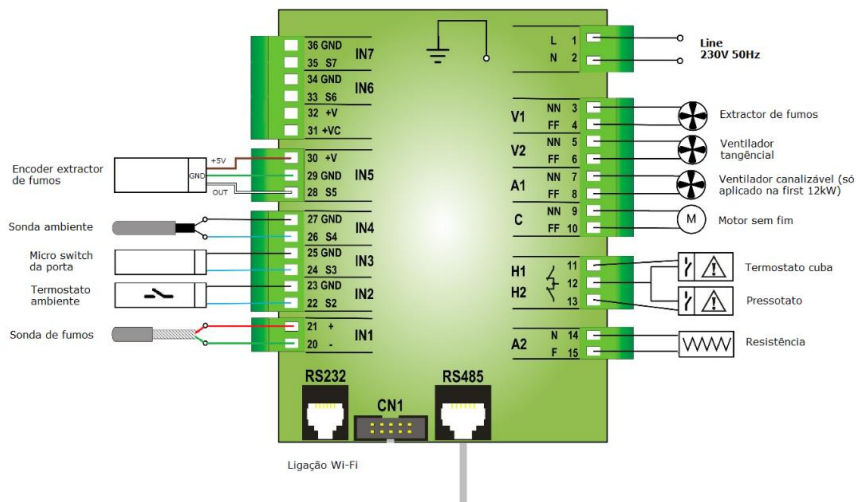 36 GND
35 S7
IN7
34 GND
33 S6
IN6
32 +V
31 +VC
Encoder extractor
de fumos
+5V
GND
OUT
30 +V
29 GND
28 S5
IN5
Sonda ambiente
27 GND
26 S4
IN4
Micro switch
da porta
25 GND
24 S3
IN3
Termostato
ambiente
23 GND
22 S2
IN2
Sonda de fumos
21 +
20 -
IN1
L 1
N 2
Line
230V 50Hz
V1
NN 3
FF 4
Extractor de fumos
V2
NN 5
FF 6
Ventilador
tangêncial
A1
NN 7
FF 8
Ventilador canalizável (só
aplicado na first 12kW)
C
NN 9
FF 10
M
Motor sem fim
H1
H2
11
12
13
Termostato cuba
Pressotato
A2
N 14
F 15
Resistência
RS232
CN1
RS485
Ligação Wi-Fi